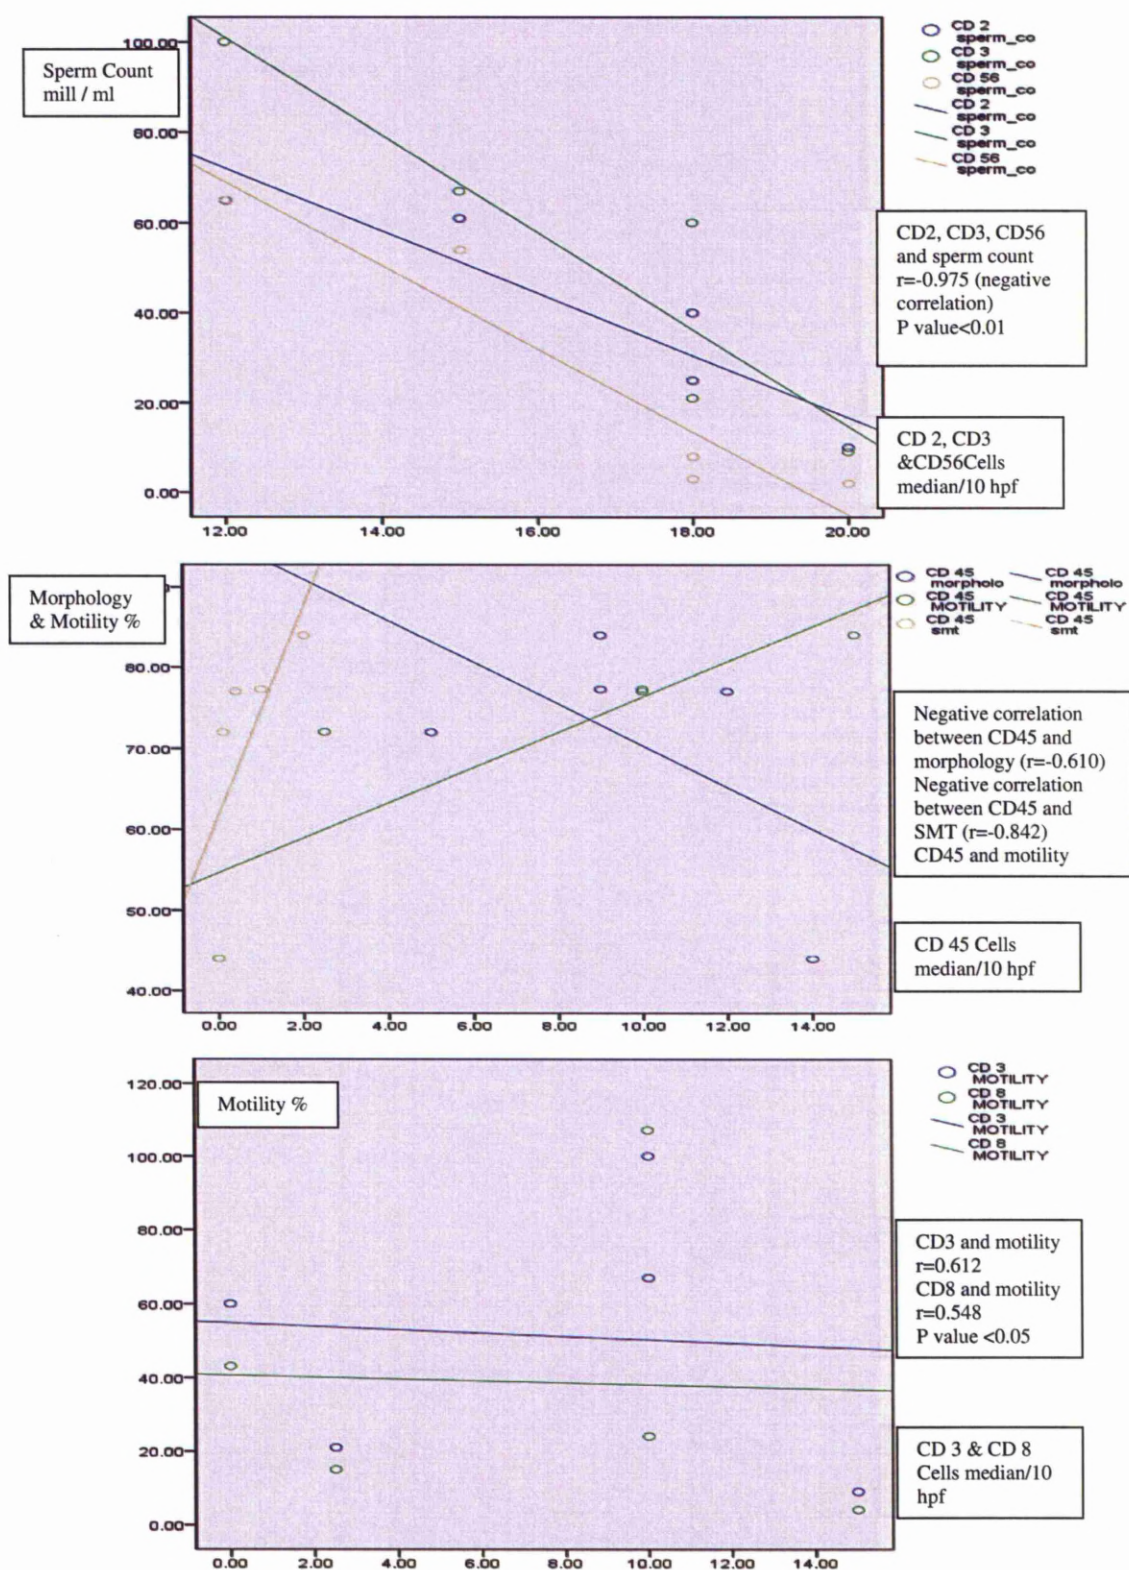 Sperm Count
mill / ml
100.00
80.00
60.00
40.00
20.00
0.00
12.00 14.00 16.00 18.00 20.00
CD 2
sperm_co
CD 3
sperm_co
CD 56
sperm_co
CD 2
sperm_co
CD 3
sperm_co
CD 56
sperm_co
CD2, CD3, CD56
and sperm count
r=-0.975 (negative
correlation)
P value<0.01
CD 2, CD3
&CD56Cells
median/10 hpf
Morphology
& Motility %
80.00
70.00
60.00
50.00
40.00
0.00 2.00 4.00 6.00 8.00 10.00 12.00 14.00
CD 45 CD 45
morpholo morpholo
CD 45 CD 45
MOTILITY MOTILITY
CD 45 CD 45
smt smt
Negative correlation
between CD45 and
morphology (r=-0.610)
Negative correlation
between CD45 and
SMT (r=-0.842)
CD45 and motility
CD 45 Cells
median/10 hpf
Motility %
120.00
100.00
80.00
60.00
40.00
20.00
0.00
0.00 2.00 4.00 6.00 8.00 10.00 12.00 14.00
CD 3
MOTILITY
CD 8
MOTILITY
CD 3
MOTILITY
CD 8
MOTILITY
CD3 and motility
r=0.612
CD8 and motility
r=0.548
P value <0.05
CD 3 & CD 8
Cells median/10
hpf